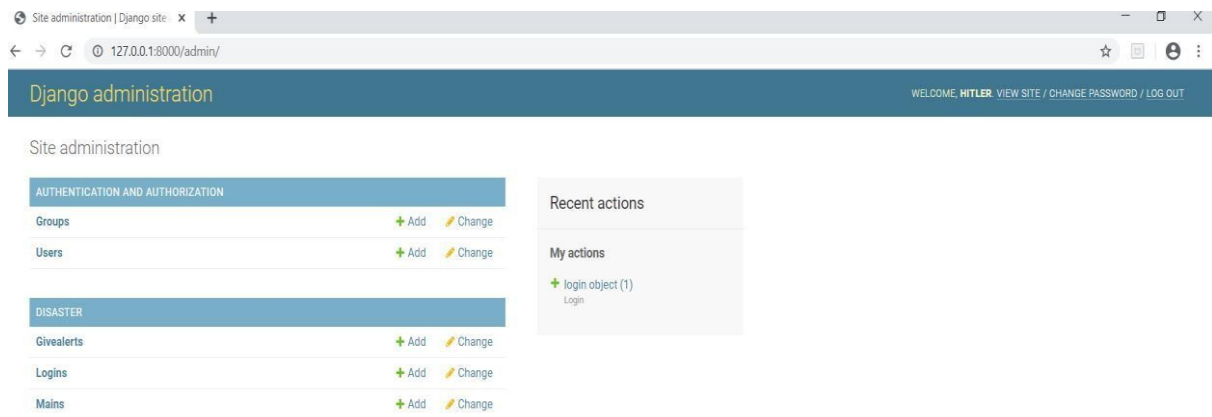 Site administration | Django site
127.0.0.1:8000/admin/
Django administration
WELCOME, HITLER. VIEW SITE / CHANGE PASSWORD / LOG OUT
Site administration
AUTHENTICATION AND AUTHORIZATION
Groups Add Change
Users Add Change
DISASTER
Givealerts Add Change
Logins Add Change
Mains Add Change
Recent actions
My actions
login object (1)
Login